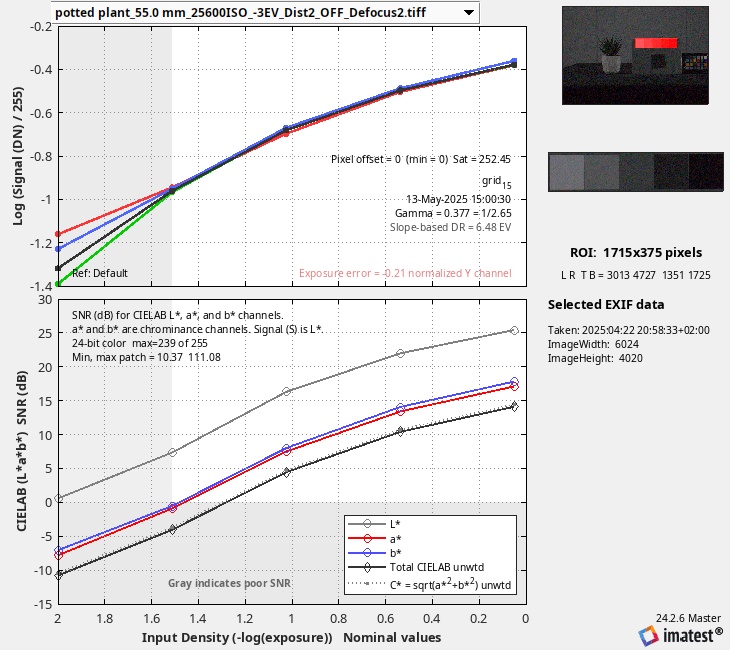 potted plant_55.0 mm_25600ISO_-3EV_Dist2_OFF_Defocus2.tiff
-0.2
-0.4
-0.6
-0.8
-1
-1.2
-1.4
Log (Signal (DN) / 255)
Pixel offset = 0 (min = 0) Sat = 252.45
grid15
13-May-2025 15:00:30
Gamma = 0.377 = 1/2.65
Slope-based DR = 6.48 EV
Ref: Default
Exposure error = -0.21 normalized Y channel
30
25
20
15
10
5
0
-5
-10
-15
CIELAB (L*a*b*) SNR (dB)
SNR (dB) for CIELAB L*, a*, and b* channels.
a* and b* are chrominance channels. Signal (S) is L*.
24-bit color max=239 of 255
Min, max patch = 10.37 111.08
L*
a*
b*
Total CIELAB unwtd
C* = sqrt(a*2+b*2) unwtd
Gray indicates poor SNR
2 1.8 1.6 1.4 1.2 1 0.8 0.6 0.4 0.2 0
Input Density (-log(exposure)) Nominal values
ROI: 1715x375 pixels
L R T B = 3013 4727 1351 1725
Selected EXIF data
Taken: 2025:04:22 20:58:33+02:00
ImageWidth: 6024
ImageHeight: 4020
24.2.6 Master
imatest®